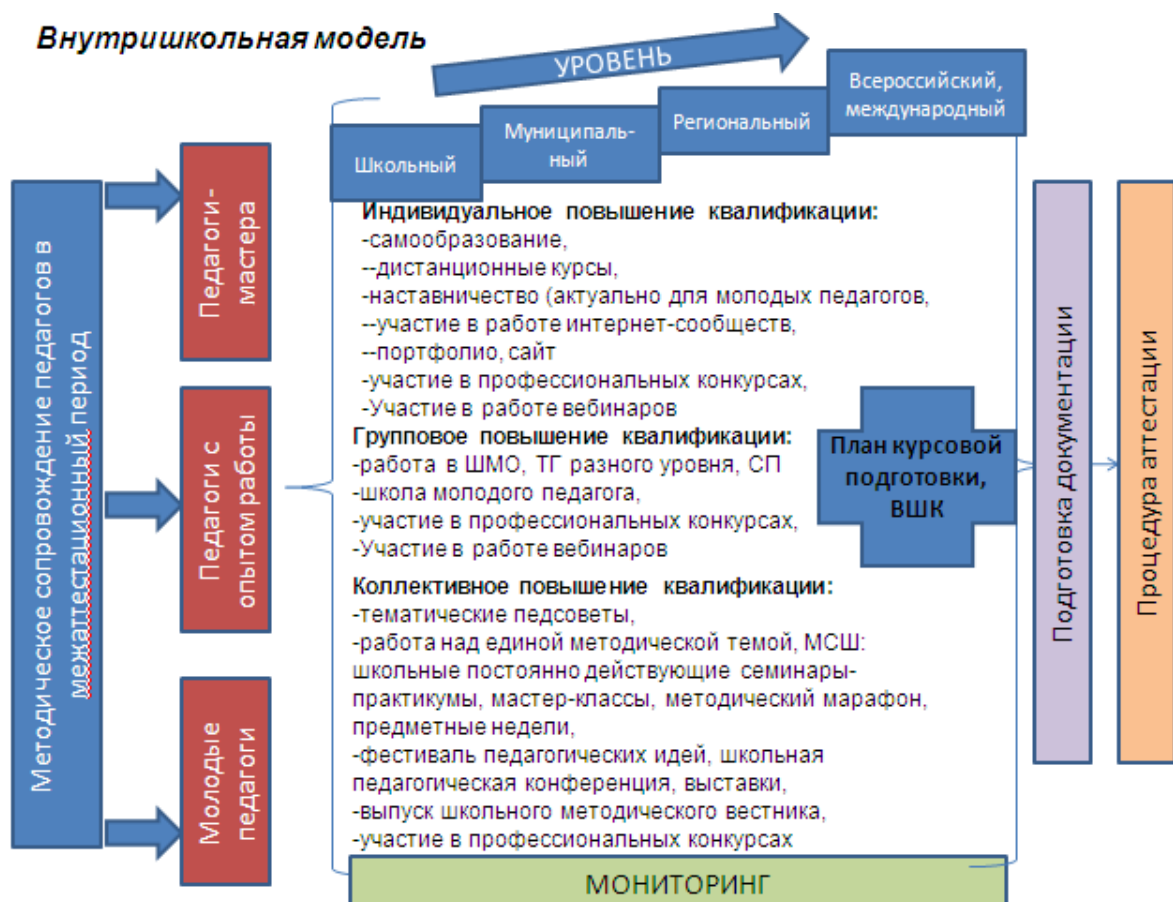 Внутришкольная модель
УРОВЕНЬ
Школьный
Муниципаль-
ный
Региональный
Всероссийский,
международный
Методическое сопровождение педагогов в
межаттестационный период
Педагоги-
мастера
Педагоги с
опытом работы
Молодые
педагоги
Индивидуальное повышение квалификации:
-самообразование,
--дистанционные курсы,
-наставничество (актуально для молодых педагогов,
--участие в работе интернет-сообществ,
--портфолио, сайт
-участие в профессиональных конкурсах,
-Участие в работе вебинаров
Групповое повышение квалификации:
-работа в ШМО, ТГ разного уровня, СП
-школа молодого педагога,
-участие в профессиональных конкурсах,
-Участие в работе вебинаров
Коллективное повышение квалификации:
-тематические педсоветы,
-работа над единой методической темой, МСШ:
школьные постоянно действующие семинары-
практикумы, мастер-классы, методический марафон,
предметные недели,
-фестиваль педагогических идей, школьная
педагогическая конференция, выставки,
-выпуск школьного методического вестника,
-участие в профессиональных конкурсах
План курсовой
подготовки,
ВШК
Подготовка документации
Процедура аттестации
МОНИТОРИНГ